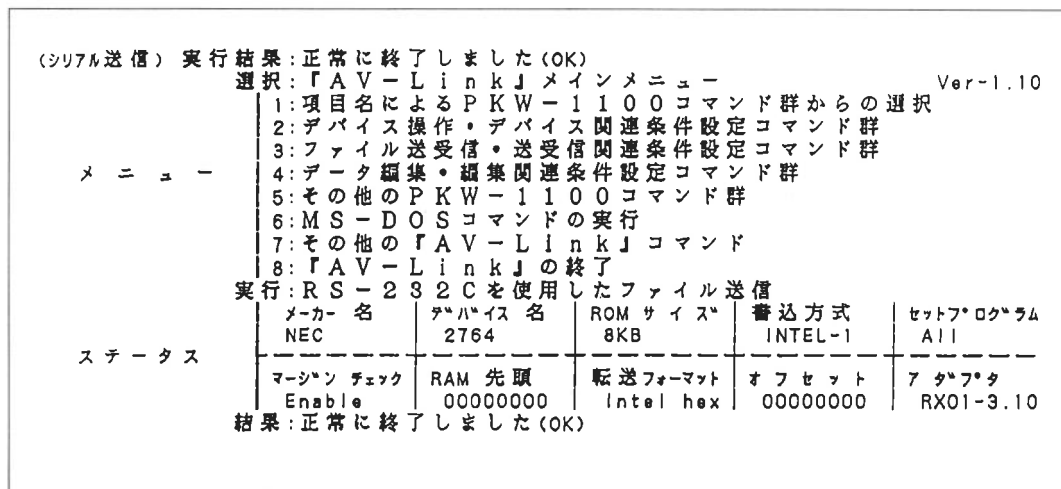 (シリアル送信) 実行結果:正常に終了しました(OK)
選択:『AV-Link』メインメニュー Ver-1.10
1:項目名によるPKW-1100コマンド群からの選択
2:デバイス操作・デバイス関連条件設定コマンド群
3:ファイル送受信・送受信関連条件設定コマンド群
メニュー 4:データ編集・編集関連条件設定コマンド群
5:その他のPKW-1100コマンド群
6:MS-DOSコマンドの実行
7:その他の『AV-Link』コマンド
8:『AV-Link』の終了
実行:RS-232Cを使用したファイル送信
メーカー 名 デバイス 名 ROM サイズ 書込方式 セットプログラム
NEC 2764 8KB INTEL-1 All
ステータス
マージン チェック RAM 先頭 転送フォーマット オフセット アダプタ
Enable 00000000 Intel hex 00000000 RX01-3.10
結果:正常に終了しました(OK)